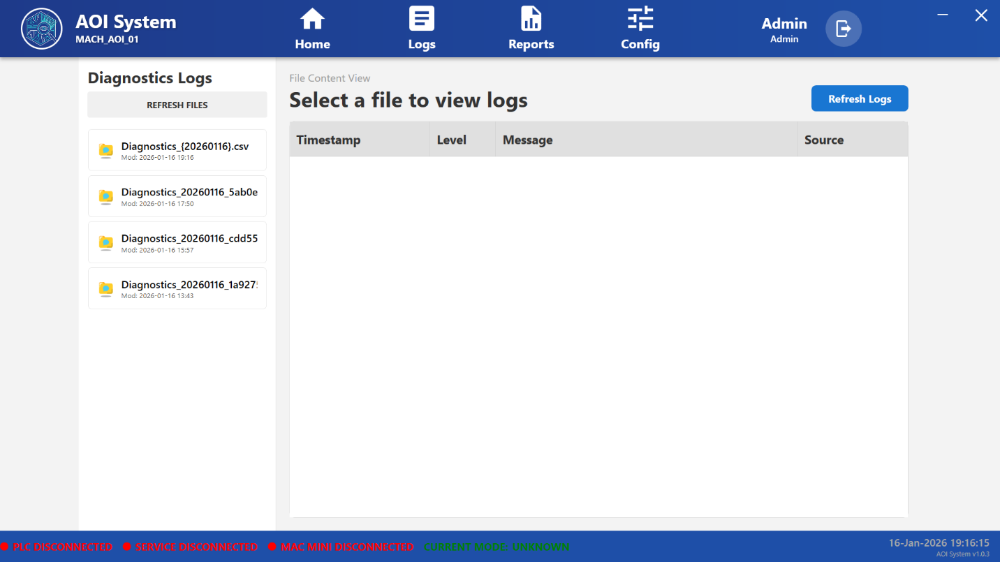 AOI System
MACH_AOI_01
Home
Logs
Reports
Config
Admin
Admin
Diagnostics Logs
REFRESH FILES
Diagnostics_{20260116}.csv
Mod: 2026-01-16 19:16
Diagnostics_20260116_5ab0e
Mod: 2026-01-16 17:50
Diagnostics_20260116_cdd55
Mod: 2026-01-16 15:57
Diagnostics_20260116_1a927
Mod: 2026-01-16 13:43
File Content View
Select a file to view logs
Refresh Logs
Timestamp Level Message Source
PLC DISCONNECTED SERVICE DISCONNECTED MAC MINI DISCONNECTED CURRENT MODE: UNKNOWN
16-Jan-2026 19:16:15
AOI System v1.0.3